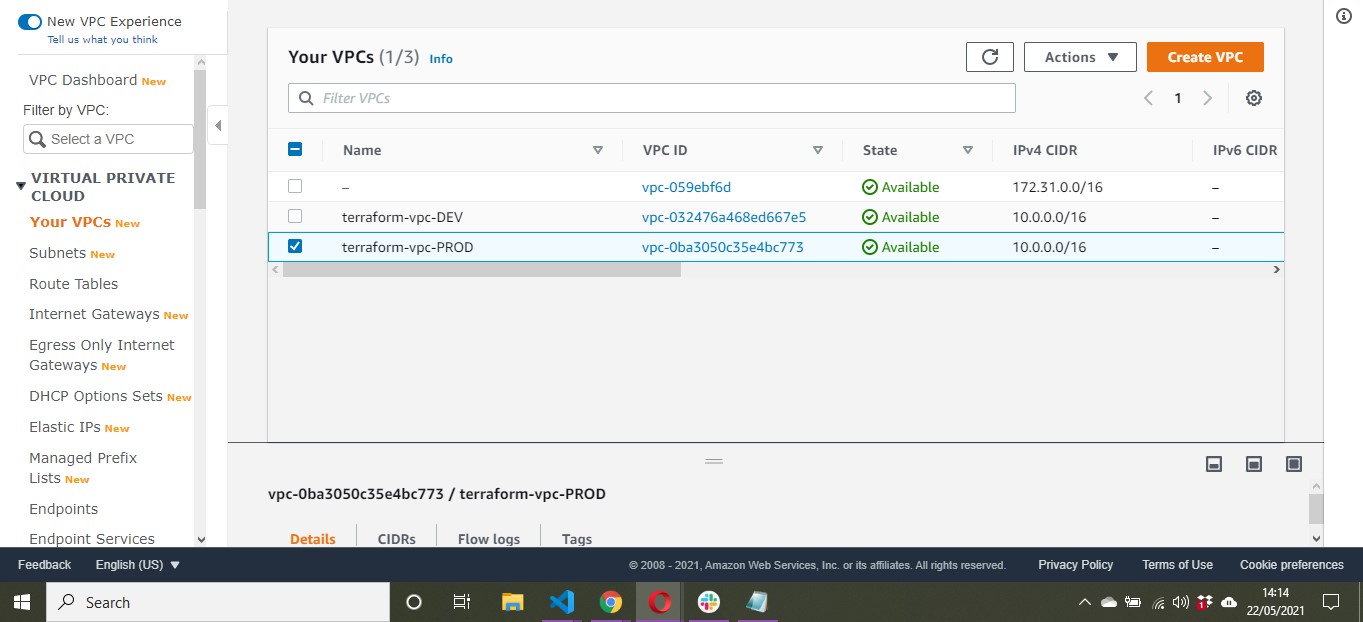 New VPC Experience
Tell us what you think
VPC Dashboard New
Filter by VPC:
Select a VPC
VIRTUAL PRIVATE
CLOUD
Your VPCs New
Subnets New
Route Tables
Internet Gateways New
Egress Only Internet
Gateways New
DHCP Options Sets New
Elastic IPs New
Managed Prefix
Lists New
Endpoints
Endpoint Services
Your VPCs (1/3) Info
Actions
Create VPC
Filter VPCs
1
Name VPC ID State IPv4 CIDR IPv6 CIDR
– vpc-059ebf6d Available 172.31.0.0/16 –
terraform-vpc-DEV vpc-032476a468ed667e5 Available 10.0.0.0/16 –
terraform-vpc-PROD vpc-0ba3050c35e4bc773 Available 10.0.0.0/16 –
vpc-0ba3050c35e4bc773 / terraform-vpc-PROD
Details CIDRs Flow logs Tags
Feedback English (US) © 2008 - 2021, Amazon Web Services, Inc. or its affiliates. All rights reserved. Privacy Policy Terms of Use Cookie preferences
Search
1
14:14
22/05/2021